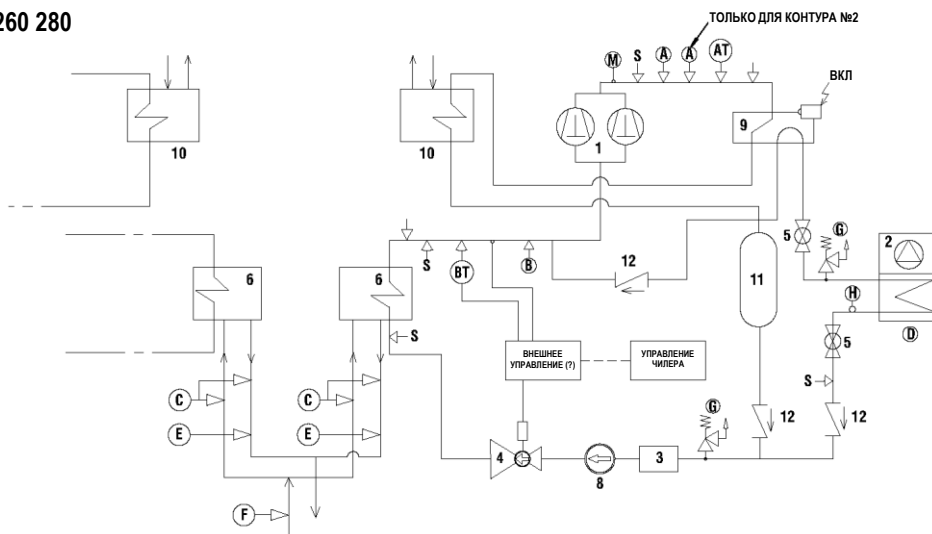 260 280
ТОЛЬКО ДЛЯ КОНТУРА №2
M
S
A
A
AT
ВКЛ
10
10
1
9
G
5
2
6
6
S
BT
B
12
11
H
D
S
5
ВНЕШНЕЕ
УПРАВЛЕНИЕ (?)
УПРАВЛЕНИЕ
ЧИЛЕРА
S
C
C
G
12
12
E
E
4
8
3
F